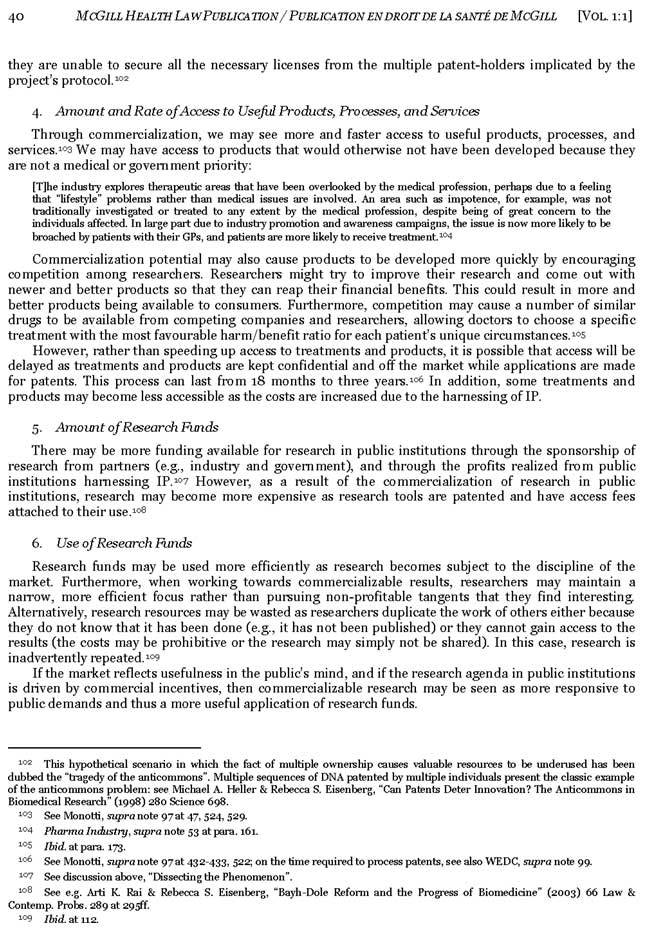 40 MCGILL HEALTH LAW PUBLICATION / PUBLICATION EN DROIT DE LA SANTÉ DE MCGILL [VOL. 1:1]
they are unable to secure all the necessary licenses from the multiple patent-holders implicated by the
project's protocol.102
4. Amount and Rate of Access to Useful Products, Processes, and Services
Through commercialization, we may see more and faster access to useful products, processes, and
services.103 We may have access to products that would otherwise not have been developed because they
are not a medical or government priority:
[T]he industry explores therapeutic areas that have been overlooked by the medical profession, perhaps due to a feeling
that "lifestyle" problems rather than medical issues are involved. An area such as impotence, for example, was not
traditionally investigated or treated to any extent by the medical profession, despite being of great concern to the
individuals affected. In large part due to industry promotion and awareness campaigns, the issue is now more likely to be
broached by patients with their GPs, and patients are more likely to receive treatment.104
Commercialization potential may also cause products to be developed more quickly by encouraging
competition among researchers. Researchers might try to improve their research and come out with
newer and better products so that they can reap their financial benefits. This could result in more and
better products being available to consumers. Furthermore, competition may cause a number of similar
drugs to be available from competing companies and researchers, allowing doctors to choose a specific
treatment with the most favourable harm/benefit ratio for each patient's unique circumstances.105
However, rather than speeding up access to treatments and products, it is possible that access will be
delayed as treatments and products are kept confidential and off the market while applications are made
for patents. This process can last from 18 months to three years.106 In addition, some treatments and
products may become less accessible as the costs are increased due to the harnessing of IP.
5. Amount of Research Funds
There may be more funding available for research in public institutions through the sponsorship of
research from partners (e.g., industry and government), and through the profits realized from public
institutions harnessing IP.107 However, as a result of the commercialization of research in public
institutions, research may become more expensive as research tools are patented and have access fees
attached to their use.108
6. Use of Research Funds
Research funds may be used more efficiently as research becomes subject to the discipline of the
market. Furthermore, when working towards commercializable results, researchers may maintain a
narrow, more efficient focus rather than pursuing non-profitable tangents that they find interesting.
Alternatively, research resources may be wasted as researchers duplicate the work of others either because
they do not know that it has been done (e.g., it has not been published) or they cannot gain access to the
results (the costs may be prohibitive or the research may simply not be shared). In this case, research is
inadvertently repeated.109
If the market reflects usefulness in the public's mind, and if the research agenda in public institutions
is driven by commercial incentives, then commercializable research may be seen as more responsive to
public demands and thus a more useful application of research funds.
102 This hypothetical scenario in which the fact of multiple ownership causes valuable resources to be underused has been
dubbed the "tragedy of the anticommons". Multiple sequences of DNA patented by multiple individuals present the classic example
of the anticommons problem: see Michael A. Heller & Rebecca S. Eisenberg, "Can Patents Deter Innovation? The Anticommons in
Biomedical Research" (1998) 280 Science 698.
103 See Monotti, supra note 97 at 47, 524, 529.
104 Pharma Industry, supra note 53 at para. 161.
105 Ibid. at para. 173.
106 See Monotti, supra note 97 at 432-433, 522; on the time required to process patents, see also WEDC, supra note 99.
107 See discussion above, "Dissecting the Phenomenon".
108 See e.g. Arti K. Rai & Rebecca S. Eisenberg, "Bayh-Dole Reform and the Progress of Biomedicine" (2003) 66 Law &
Contemp. Probs. 289 at 295ff.
109 Ibid. at 112.